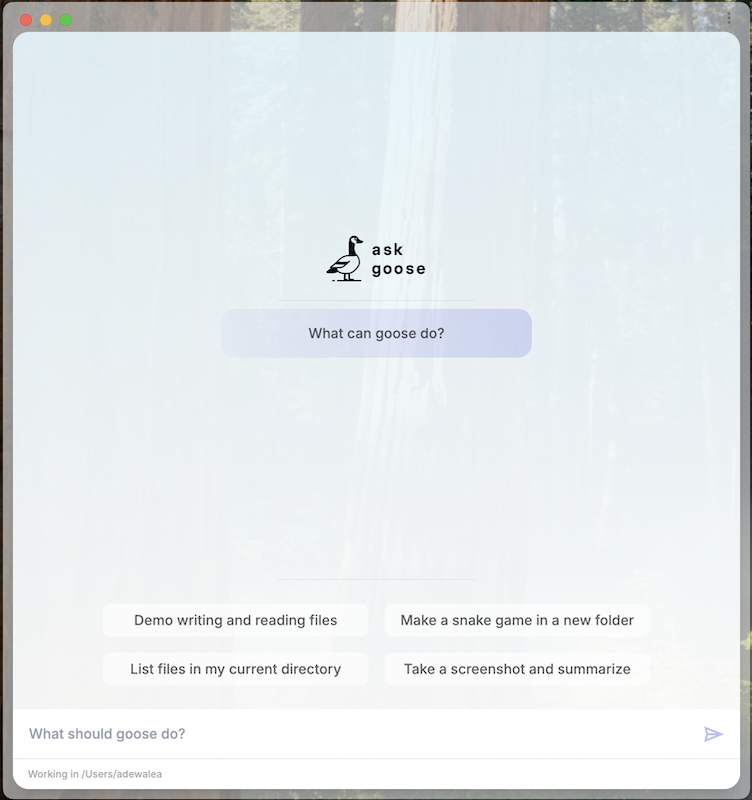 ask
goose
What can goose do?
Demo writing and reading files
Make a snake game in a new folder
List files in my current directory
Take a screenshot and summarize
What should goose do?
Working in /Users/adewalea